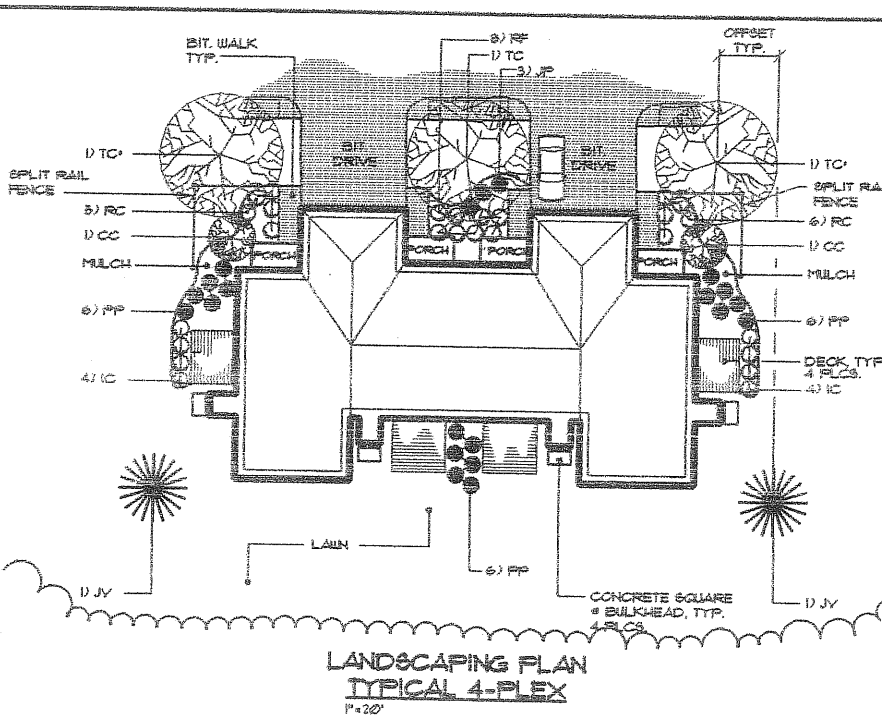 BIT. WALK
TYP.
8) RF
1) TC
3) JP
OFFSET
TYP.
1) TC*
BIT.
DRIVE
BIT.
DRIVE
1) TC*
SPLIT RAIL
FENCE
SPLIT RA
FENCE
5) RC
6) RC
1) CC
PORCH
PORCH
PORCH
PORCH
1) CC
MULCH
MULCH
6) PP
6) PP
DECK, TYP
4 PLCS.
4) IC
4) IC
LAWN
6) PP
1) JV
CONCRETE SQUARE
@ BULKHEAD, TYP.
4 PLCS
1) JV
LANDSCAPING PLAN
TYPICAL 4-PLEX
1"=20'